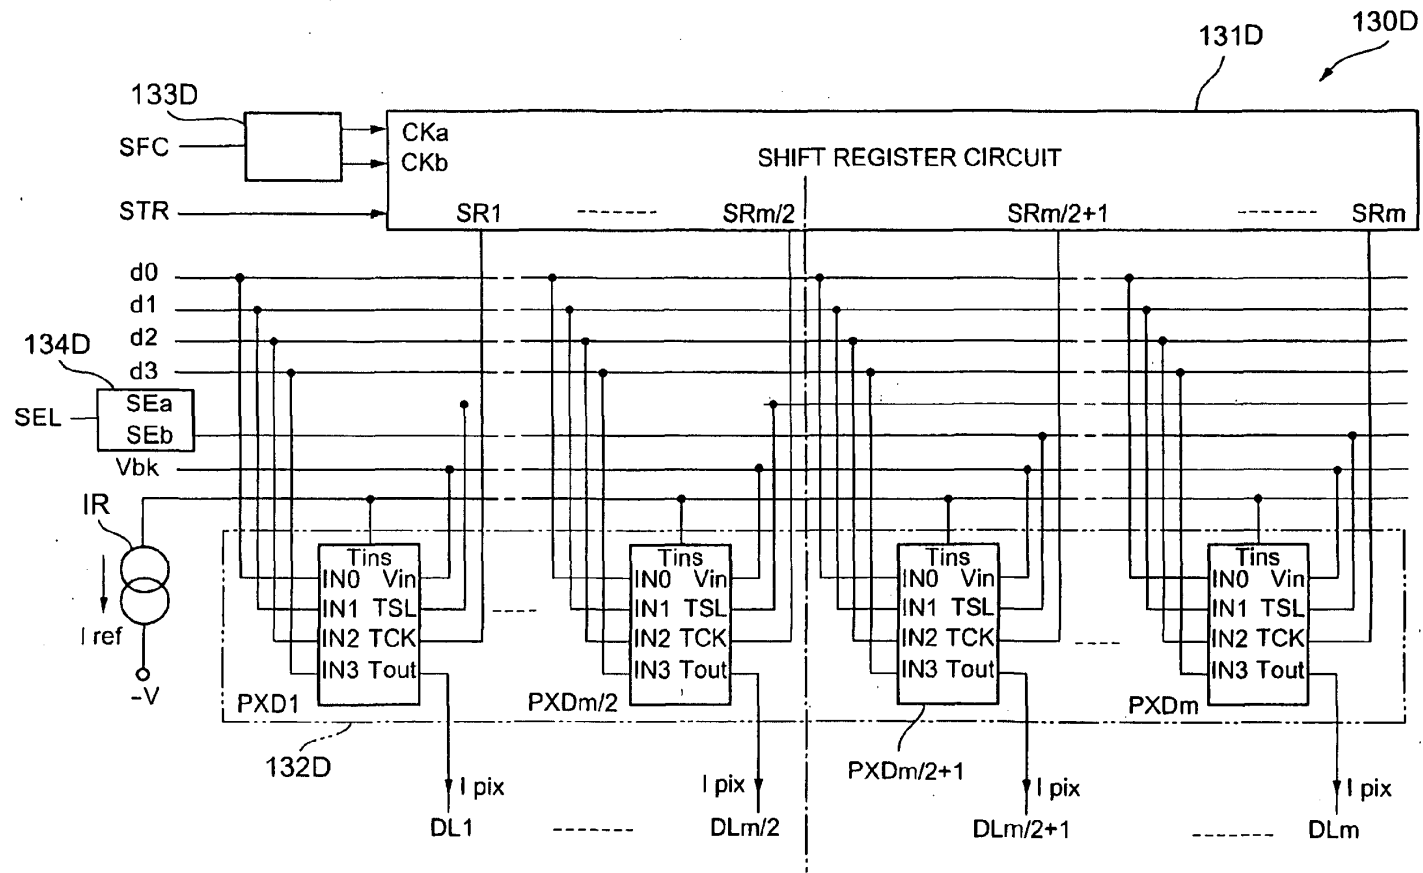 130D
131D
133D
SFC
CKa
CKb
SHIFT REGISTER CIRCUIT
STR
SR1
SRm/2
SRm/2+1
SRm
d0
d1
d2
134D
d3
SEL
SEa
SEb
Vbk
IR
I ref
–V
Tins
IN0 Vin
IN1 TSL
IN2 TCK
IN3 Tout
PXD1
Tins
IN0 Vin
IN1 TSL
IN2 TCK
IN3 Tout
PXDm/2
Tins
IN0 Vin
IN1 TSL
IN2 TCK
IN3 Tout
PXDm/2+1
Tins
IN0 Vin
IN1 TSL
IN2 TCK
IN3 Tout
PXDm
132D
I pix
I pix
I pix
I pix
DL1
DLm/2
DLm/2+1
DLm